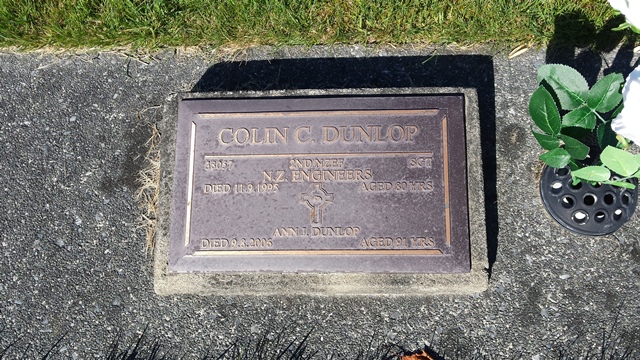 COLIN C. DUNLOP
2ND NZEF SGT
N.Z. ENGINEERS
DIED 11.9.1995 AGED 80 YRS
ANN I. DUNLOP
DIED 9.8.2006 AGED 91 YRS